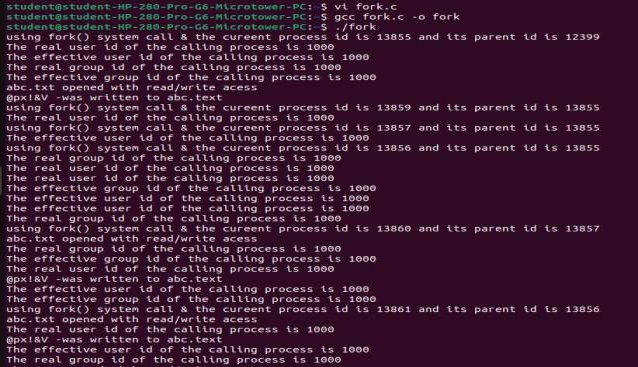 student@student-HP-280-Pro-G6-Microtower-PC:~$ vi fork.c
student@student-HP-280-Pro-G6-Microtower-PC:~$ gcc fork.c -o fork
student@student-HP-280-Pro-G6-Microtower-PC:~$ ./fork
using fork() system call & the cureent process id is 13855 and its parent id is 12399
The real user id of the calling process is 1000
The effective user id of the calling process is 1000
The real group id of the calling process is 1000
The effective group id of the calling process is 1000
abc.txt opened with read/write acess
@px!&V -was written to abc.text
using fork() system call & the cureent process id is 13859 and its parent id is 13855
The real user id of the calling process is 1000
using fork() system call & the cureent process id is 13857 and its parent id is 13855
The effective user id of the calling process is 1000
using fork() system call & the cureent process id is 13856 and its parent id is 13855
The real group id of the calling process is 1000
The real user id of the calling process is 1000
The real user id of the calling process is 1000
The effective group id of the calling process is 1000
The effective user id of the calling process is 1000
The effective user id of the calling process is 1000
The real group id of the calling process is 1000
using fork() system call & the cureent process id is 13860 and its parent id is 13857
abc.txt opened with read/write acess
The real group id of the calling process is 1000
The effective group id of the calling process is 1000
The real user id of the calling process is 1000
@px!&V -was written to abc.text
The effective user id of the calling process is 1000
The effective group id of the calling process is 1000
using fork() system call & the cureent process id is 13861 and its parent id is 13856
abc.txt opened with read/write acess
The real user id of the calling process is 1000
@px!&V -was written to abc.text
The effective user id of the calling process is 1000
The real group id of the calling process is 1000